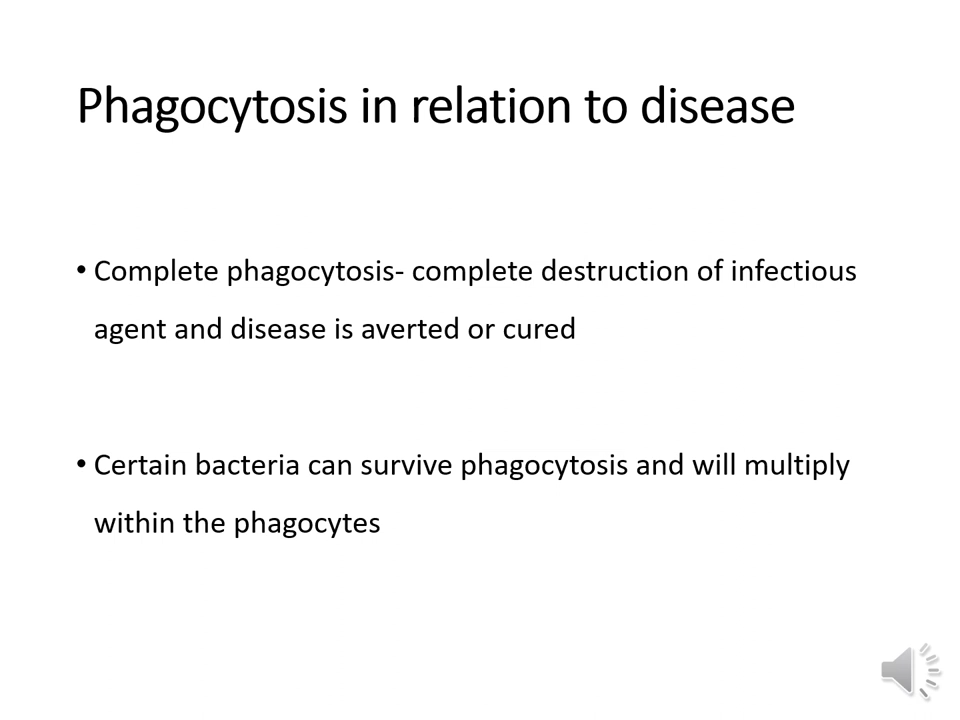 Phagocytosis in relation to disease
• Complete phagocytosis- complete destruction of infectious
agent and disease is averted or cured
• Certain bacteria can survive phagocytosis and will multiply
within the phagocytes